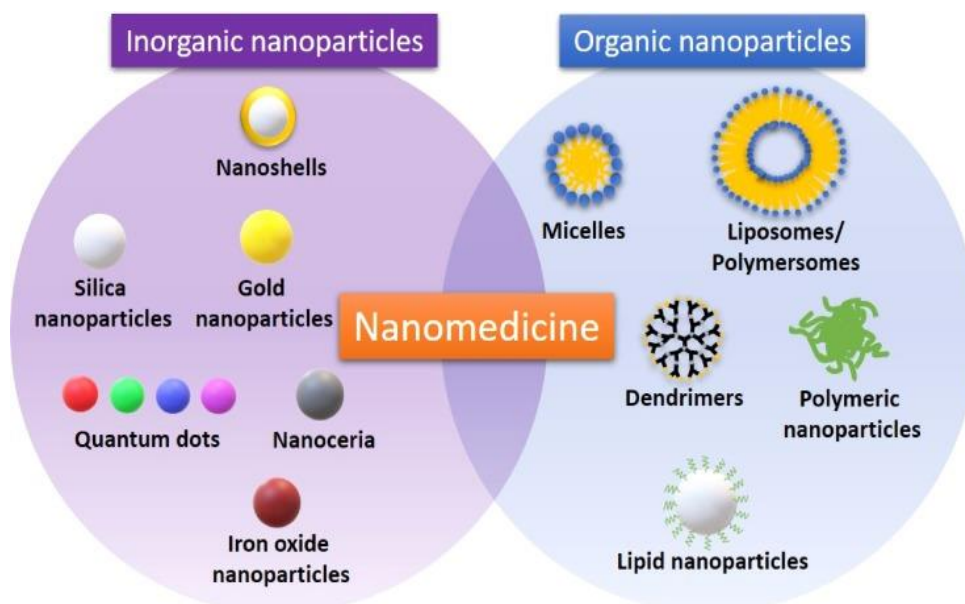 Inorganic nanoparticles
Organic nanoparticles
Nanoshells
Silica
nanoparticles
Gold
nanoparticles
Quantum dots
Nanoceria
Iron oxide
nanoparticles
Nanomedicine
Micelles
Liposomes/
Polymersomes
Dendrimers
Polymeric
nanoparticles
Lipid nanoparticles